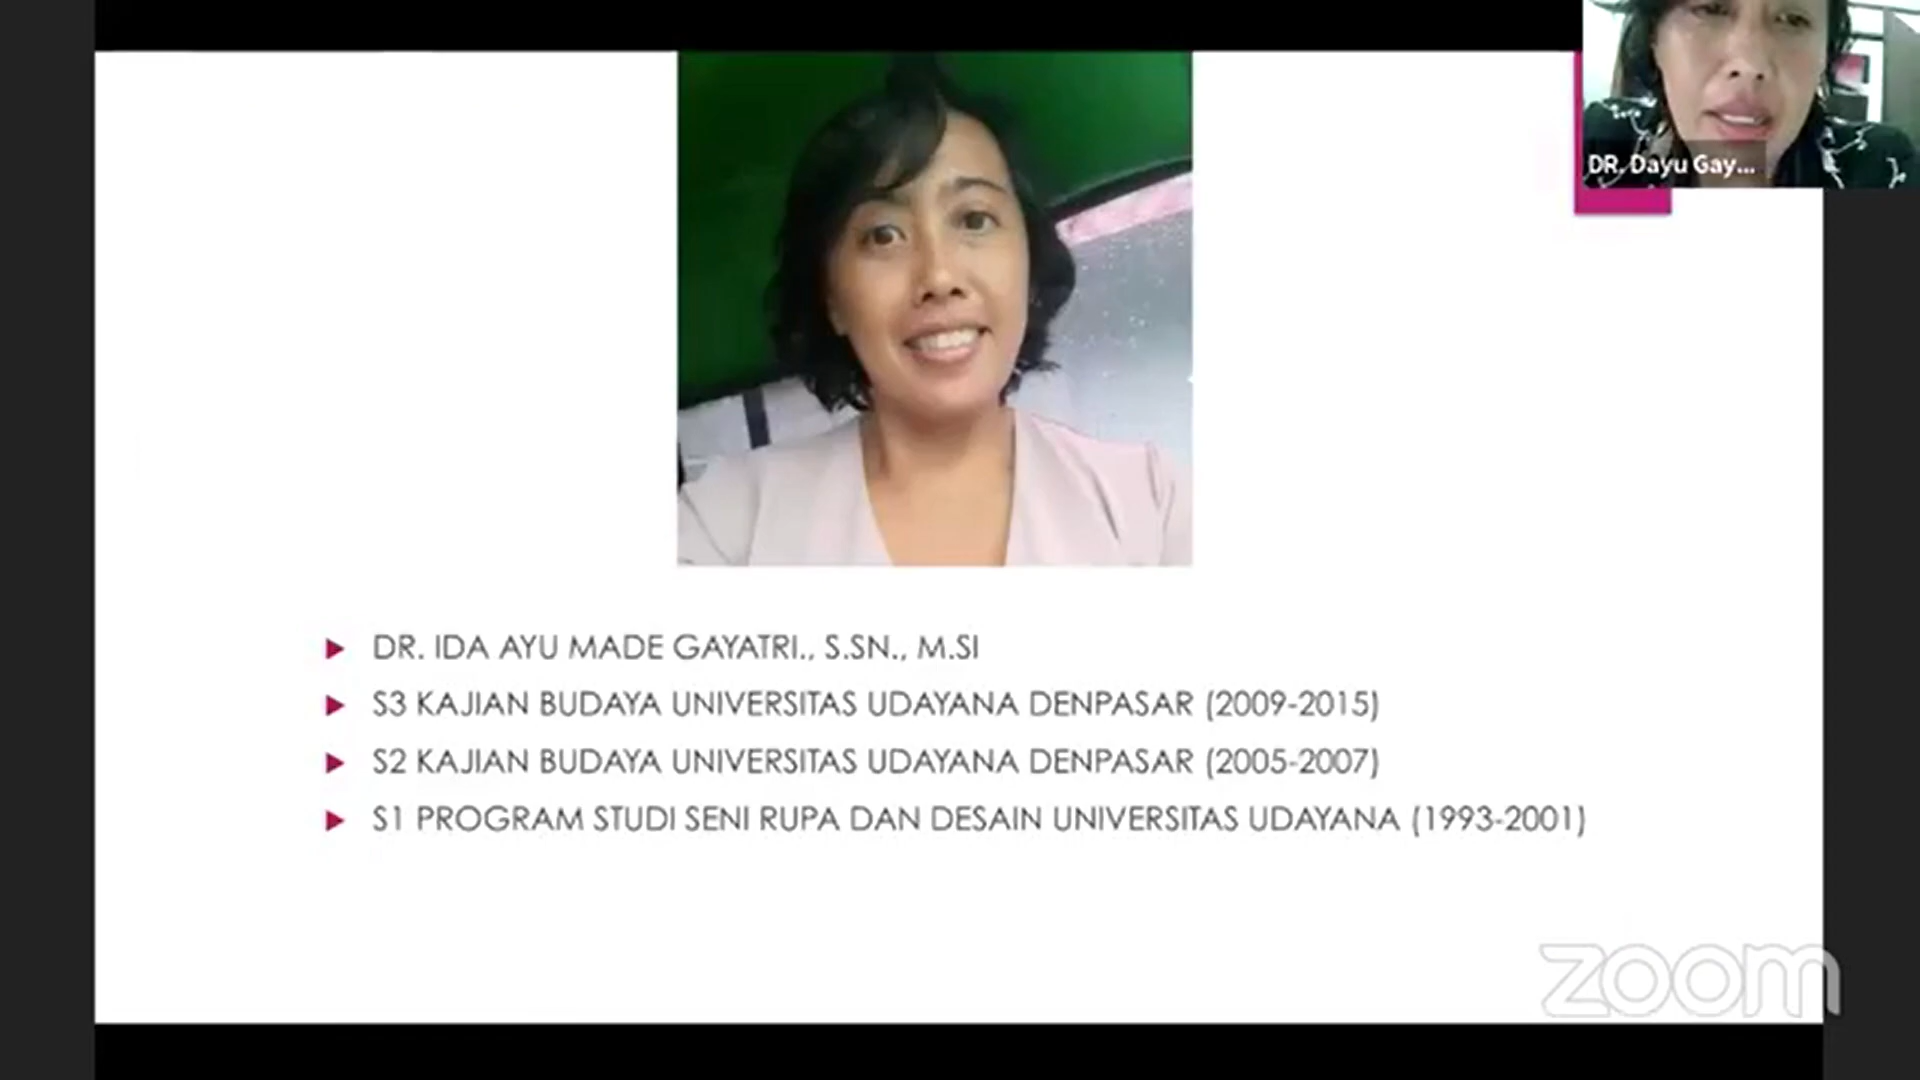 DR. Dayu Gay...
DR. IDA AYU MADE GAYATRI., S.SN., M.SI
S3 KAJIAN BUDAYA UNIVERSITAS UDAYANA DENPASAR (2009-2015)
S2 KAJIAN BUDAYA UNIVERSITAS UDAYANA DENPASAR (2005-2007)
S1 PROGRAM STUDI SENI RUPA DAN DESAIN UNIVERSITAS UDAYANA (1993-2001)
zoom